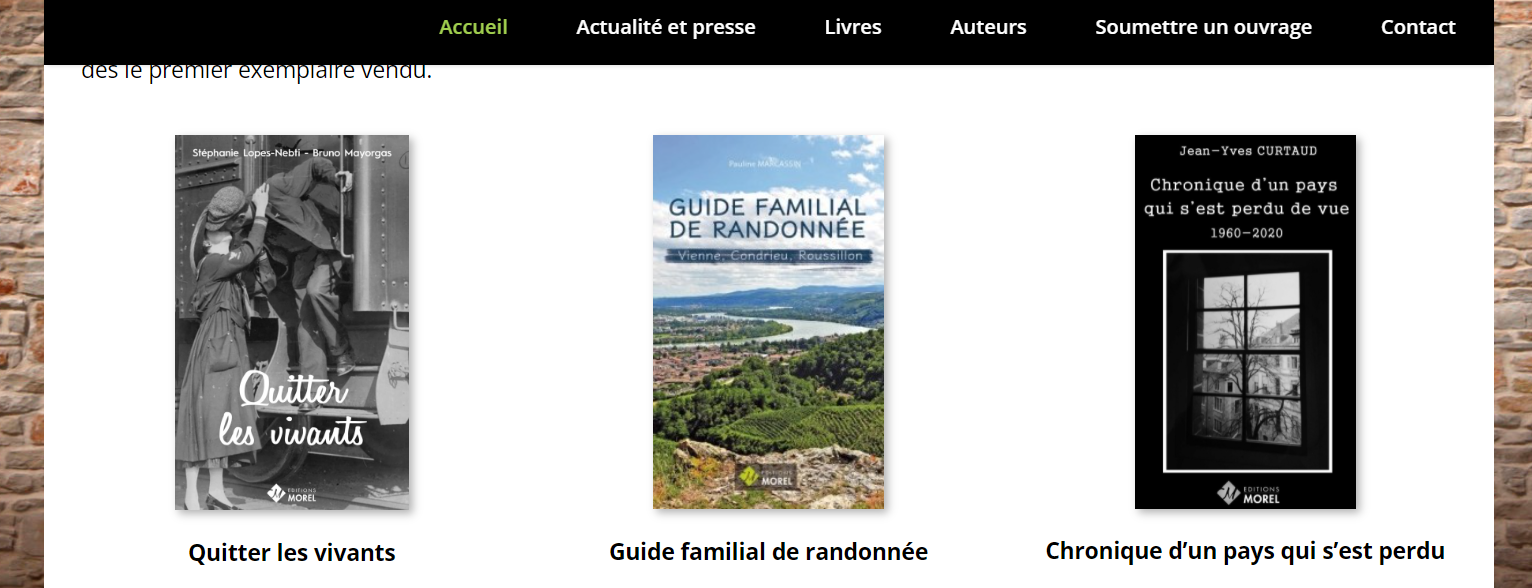 Accueil Actualité et presse Livres Auteurs Soumettre un ouvrage Contact
dès le premier exemplaire vendu.
Stéphanie Lopes-Nebti - Bruno Mayorgas
Quitter
les vivants
EDITIONS
MOREL
Quitter les vivants
Pauline MARCASSIN
GUIDE FAMILIAL
DE RANDONNÉE
Vienne, Condrieu, Roussillon
EDITIONS
MOREL
Guide familial de randonnée
Jean-Yves CURTAUD
Chronique d'un pays
qui s'est perdu de vue
1960-2020
EDITIONS
MOREL
Chronique d’un pays qui s’est perdu